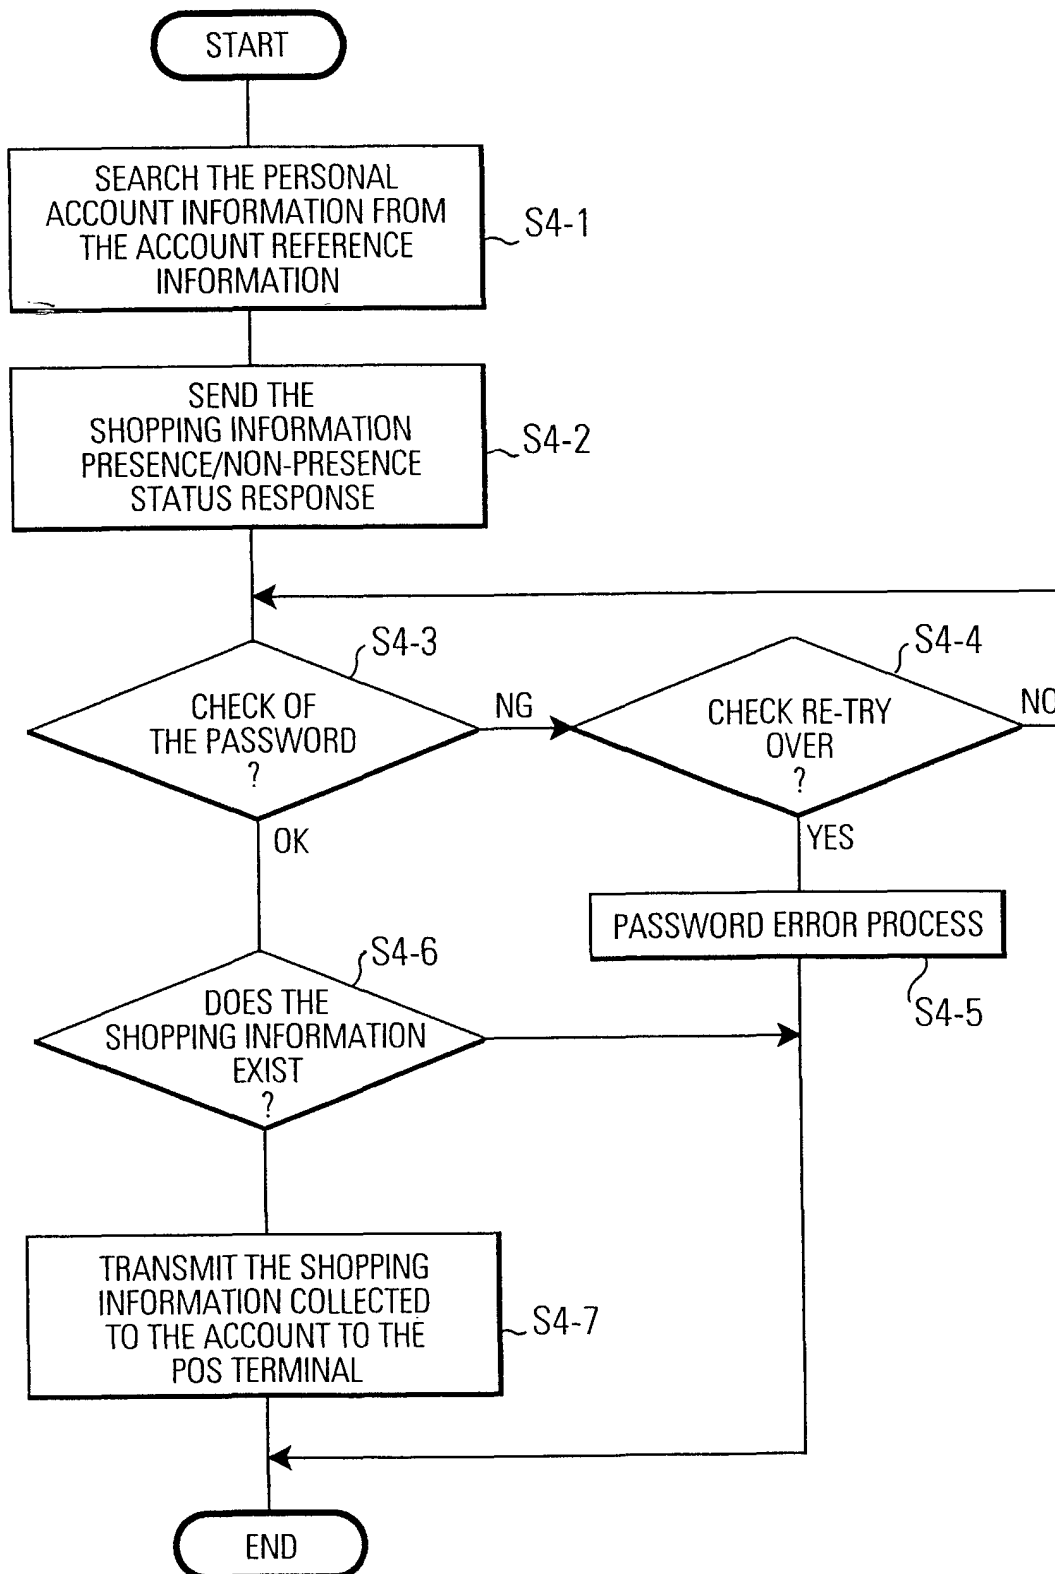 START
SEARCH THE PERSONAL
ACCOUNT INFORMATION FROM
THE ACCOUNT REFERENCE
INFORMATION
S4-1
SEND THE
SHOPPING INFORMATION
PRESENCE/NON-PRESENCE
STATUS RESPONSE
S4-2
S4-3
CHECK OF
THE PASSWORD
?
NG
OK
S4-4
CHECK RE-TRY
OVER
?
NO
YES
PASSWORD ERROR PROCESS
S4-5
S4-6
DOES THE
SHOPPING INFORMATION
EXIST
?
TRANSMIT THE SHOPPING
INFORMATION COLLECTED
TO THE ACCOUNT TO THE
POS TERMINAL
S4-7
END